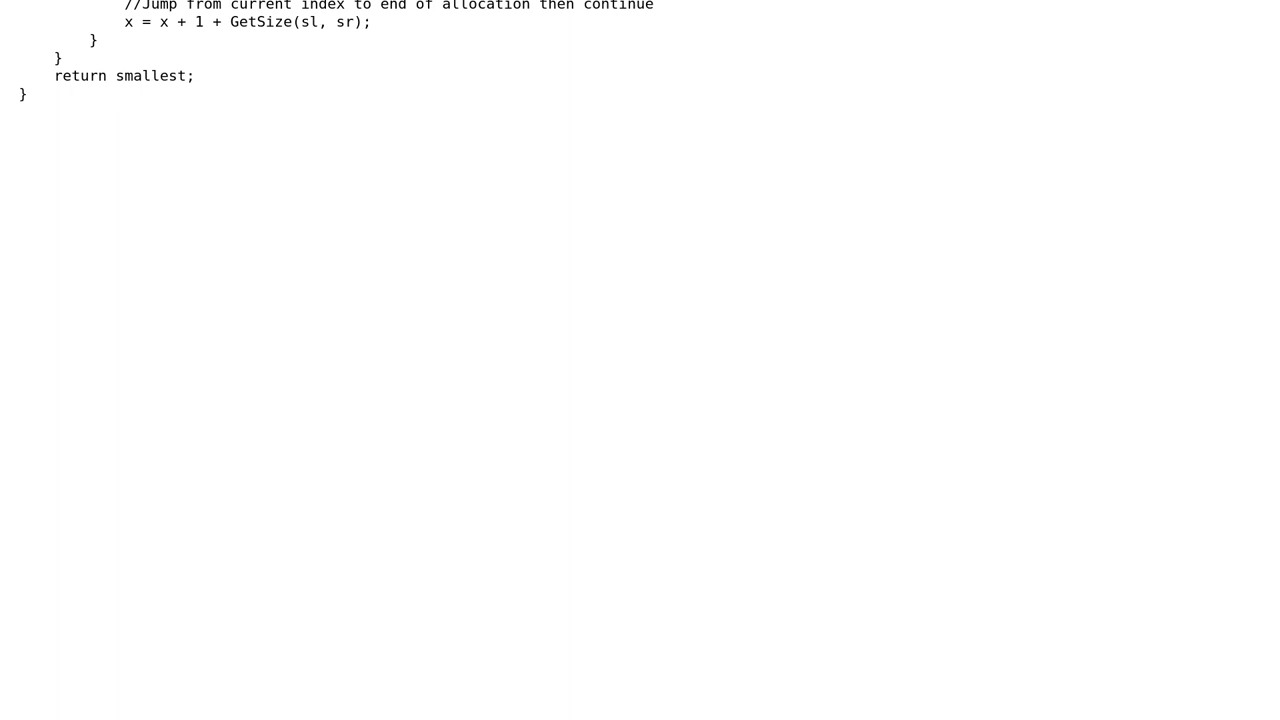 //Jump from current index to end of allocation then continue
x = x + 1 + GetSize(sl, sr);
}
}
return smallest;
}